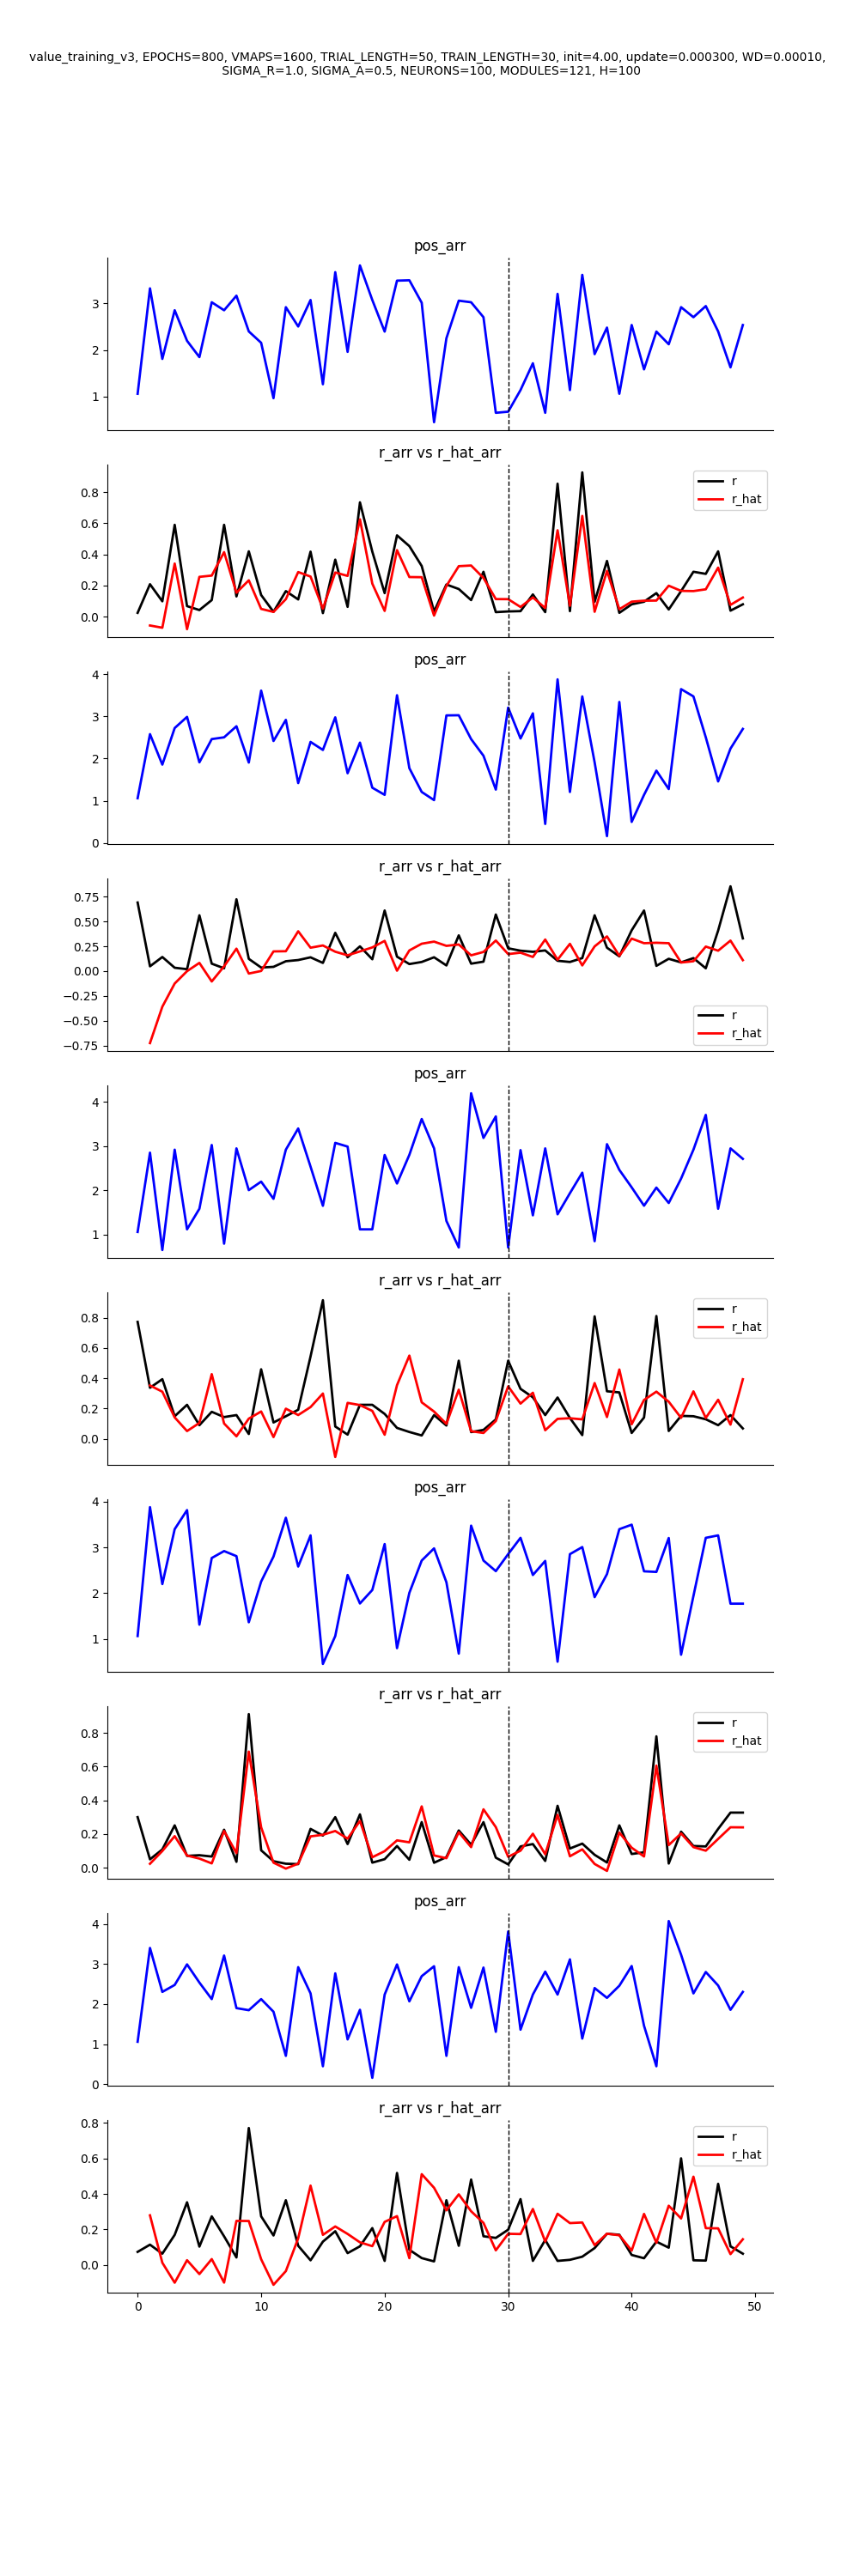 value_training_v3, EPOCHS=800, VMAPS=1600, TRIAL_LENGTH=50, TRAIN_LENGTH=30, init=4.00, update=0.000300, WD=0.00010,
SIGMA_R=1.0, SIGMA_A=0.5, NEURONS=100, MODULES=121, H=100
pos_arr
3
2
1
r_arr vs r_hat_arr
0.8
0.6
0.4
0.2
0.0
r
r_hat
pos_arr
4
3
2
1
0
r_arr vs r_hat_arr
0.75
0.50
0.25
0.00
−0.25
−0.50
−0.75
r
r_hat
pos_arr
4
3
2
1
r_arr vs r_hat_arr
0.8
0.6
0.4
0.2
0.0
r
r_hat
pos_arr
4
3
2
1
r_arr vs r_hat_arr
0.8
0.6
0.4
0.2
0.0
r
r_hat
pos_arr
4
3
2
1
0
r_arr vs r_hat_arr
0.8
0.6
0.4
0.2
0.0
r
r_hat
0 10 20 30 40 50